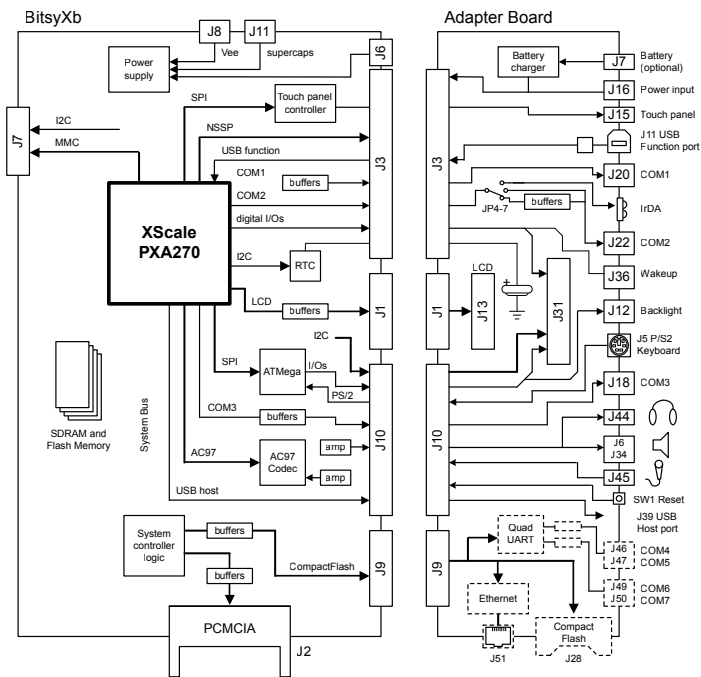 BitsyXb
J8
J11
Vee
supercaps
J6
Power
supply
SPI
Touch panel
controller
J7
I2C
MMC
NSSP
USB function
J3
COM1
buffers
COM2
digital I/Os
XScale
PXA270
I2C
RTC
LCD
buffers
J1
I2C
SPI
ATMega
I/Os
PS/2
SDRAM and
Flash Memory
System Bus
COM3
buffers
J10
amp
AC97
AC97
Codec
amp
USB host
System
controller
logic
buffers
CompactFlash
J9
buffers
PCMCIA
J2
Adapter Board
Battery
charger
J7
Battery
(optional)
J16
Power input
J15
Touch panel
J3
J11 USB
Function port
J20
COM1
JP4-7
buffers
IrDA
J22
COM2
J36
Wakeup
LCD
+
J1
J13
J31
J12
Backlight
J5 P/S2
Keyboard
J18
COM3
J10
J44
J6
J34
J45
SW1 Reset
J39 USB
Host port
Quad
UART
J46
J47
COM4
COM5
J9
J49
J50
COM6
COM7
Ethernet
Compact
Flash
J51
J28